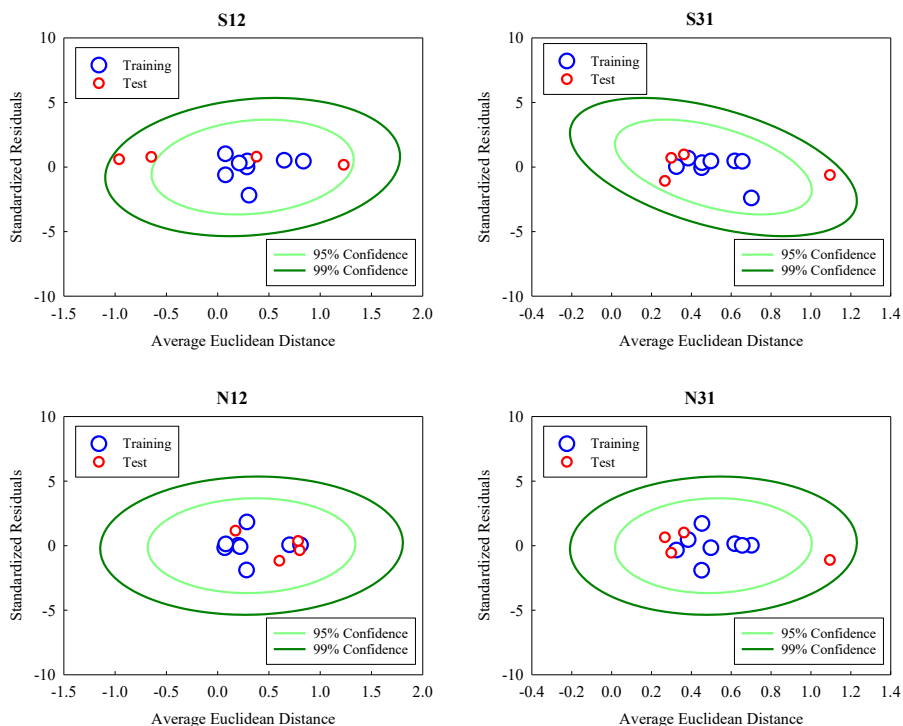 S12
10
5
0
-5
-10
Standardized Residuals
Training
Test
95% Confidence
99% Confidence
-1.5 -1.0 -0.5 0.0 0.5 1.0 1.5 2.0
Average Euclidean Distance
S31
10
5
0
-5
-10
Standardized Residuals
Training
Test
95% Confidence
99% Confidence
-0.4 -0.2 0.0 0.2 0.4 0.6 0.8 1.0 1.2 1.4
Average Euclidean Distance
N12
10
5
0
-5
-10
Standardized Residuals
Training
Test
95% Confidence
99% Confidence
-1.5 -1.0 -0.5 0.0 0.5 1.0 1.5 2.0
Average Euclidean Distance
N31
10
5
0
-5
-10
Standardized Residuals
Training
Test
95% Confidence
99% Confidence
-0.4 -0.2 0.0 0.2 0.4 0.6 0.8 1.0 1.2 1.4
Average Euclidean Distance